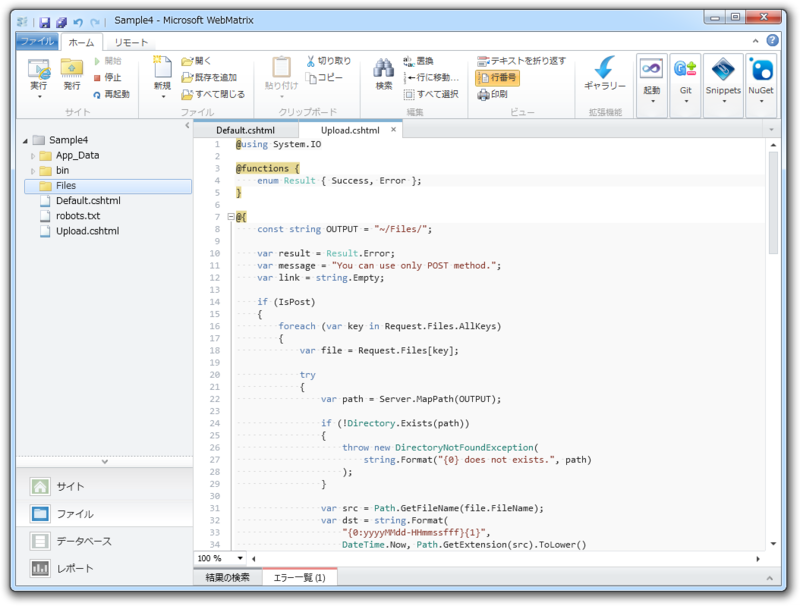 Sample4 - Microsoft WebMatrix
ファイル ホーム リモート
実行 発行 開始 停止 再起動
サイト
新規 開く 既存を追加 すべて閉じる
ファイル
貼り付け 切り取り コピー
クリップボード
検索 置換 行に移動... すべて選択
編集
テキストを折り返す 行番号 印刷
ビュー
ギャラリー
拡張機能
起動 Git Snippets NuGet
Sample4
App_Data
bin
Files
Default.cshtml
robots.txt
Upload.cshtml
サイト
ファイル
データベース
レポート
Default.cshtml Upload.cshtml ×
1 @using System.IO
2
3 @functions {
4 enum Result { Success, Error };
5 }
6
7 @{
8 const string OUTPUT = "~/Files/";
9
10 var result = Result.Error;
11 var message = "You can use only POST method.";
12 var link = string.Empty;
13
14 if (IsPost)
15 {
16 foreach (var key in Request.Files.AllKeys)
17 {
18 var file = Request.Files[key];
19
20 try
21 {
22 var path = Server.MapPath(OUTPUT);
23
24 if (!Directory.Exists(path))
25 {
26 throw new DirectoryNotFoundException(
27 string.Format("{0} does not exists.", path)
28 );
29 }
30
31 var src = Path.GetFileName(file.FileName);
32 var dst = string.Format(
33 "{0:yyyyMMdd-HHmmssfff}{1}",
34 DateTime.Now, Path.GetExtension(src).ToLower()
100 %
結果の検索 エラー一覧 (1)